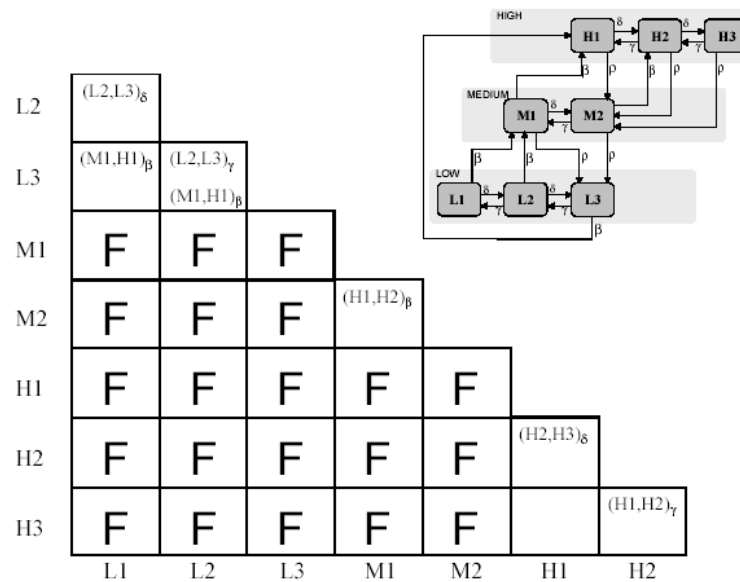 HIGH
H1 δ γ H2 δ γ H3
β ρ β ρ ρ
MEDIUM
M1 δ γ M2
β β ρ ρ
LOW
L1 δ γ L2 δ γ L3
β
L2 (L2,L3)δ
L3 (M1,H1)β (L2,L3)γ
(M1,H1)β
M1 F F F
M2 F F F (H1,H2)β
H1 F F F F F
H2 F F F F F (H2,H3)δ
H3 F F F F F (H1,H2)γ
L1 L2 L3 M1 M2 H1 H2